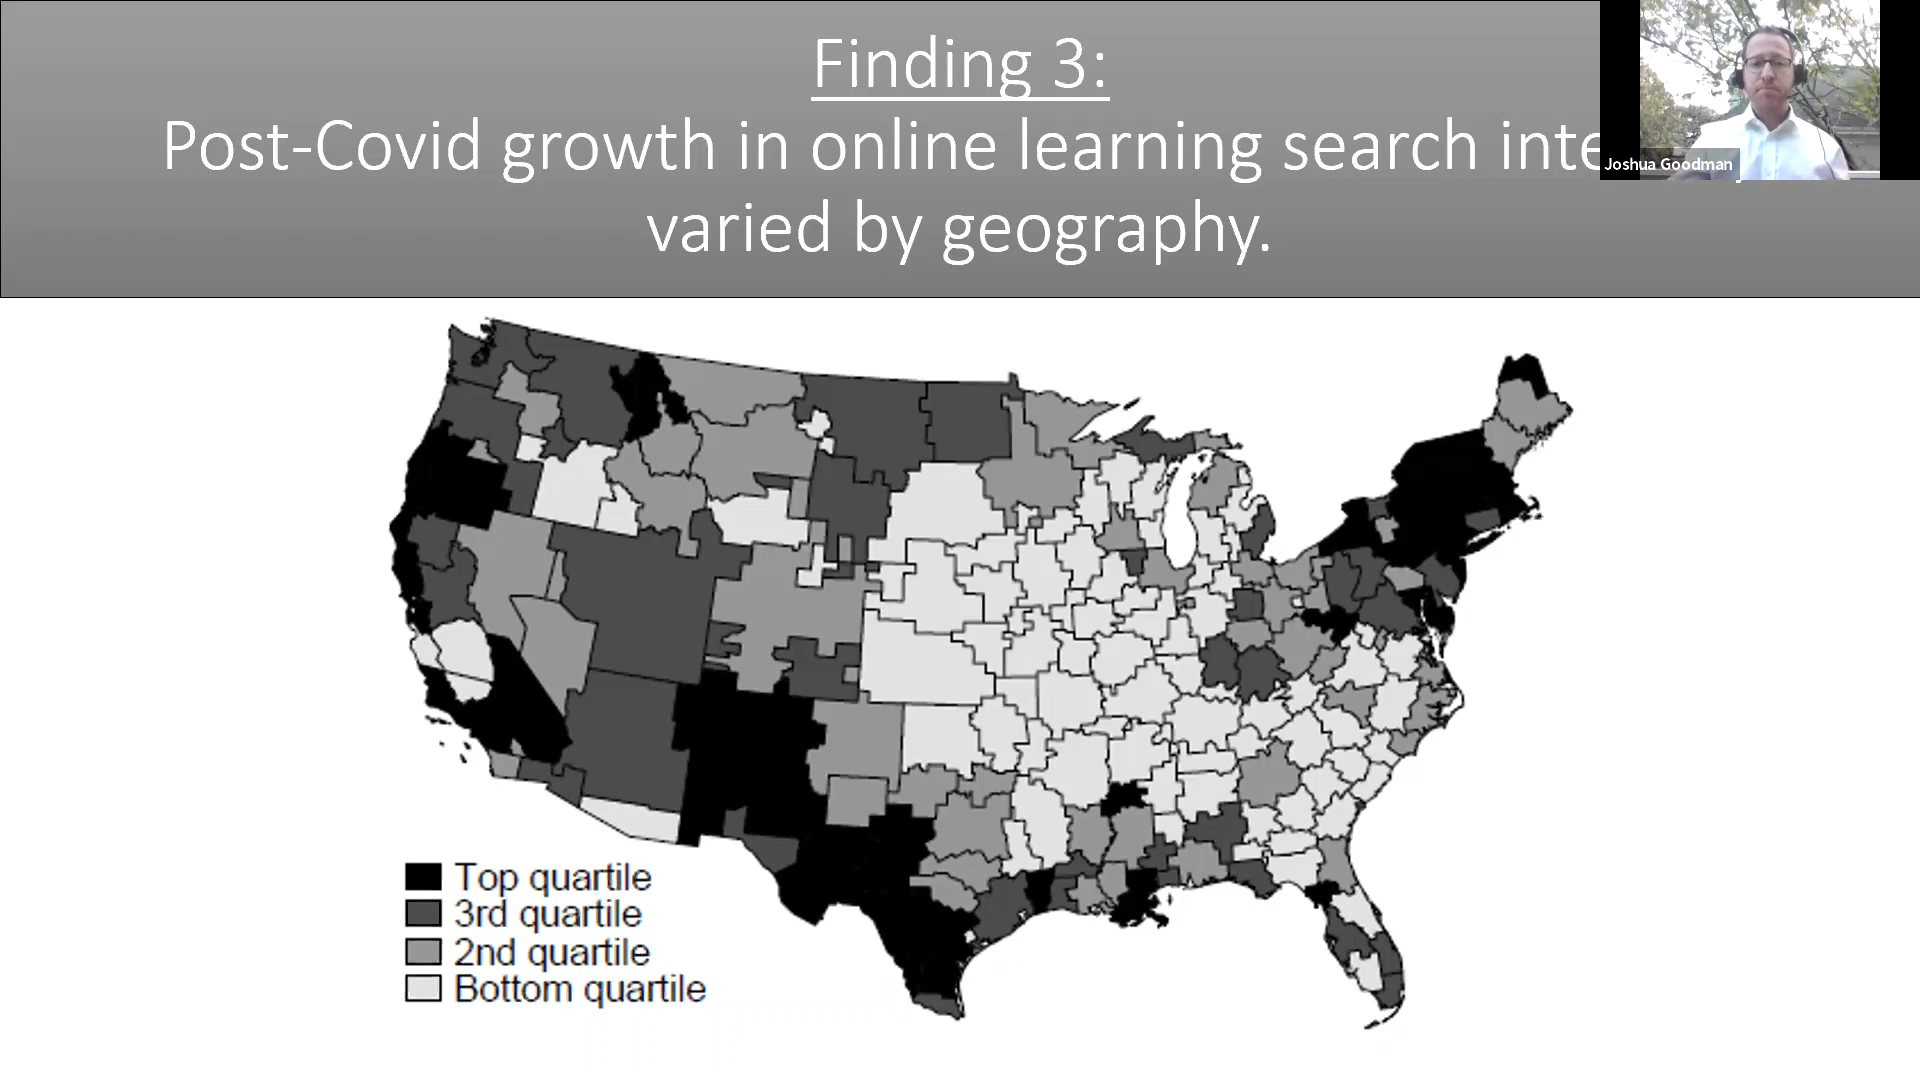 Finding 3:
Post-Covid growth in online learning search inte
varied by geography.
Joshua Goodman
Top quartile
3rd quartile
2nd quartile
Bottom quartile